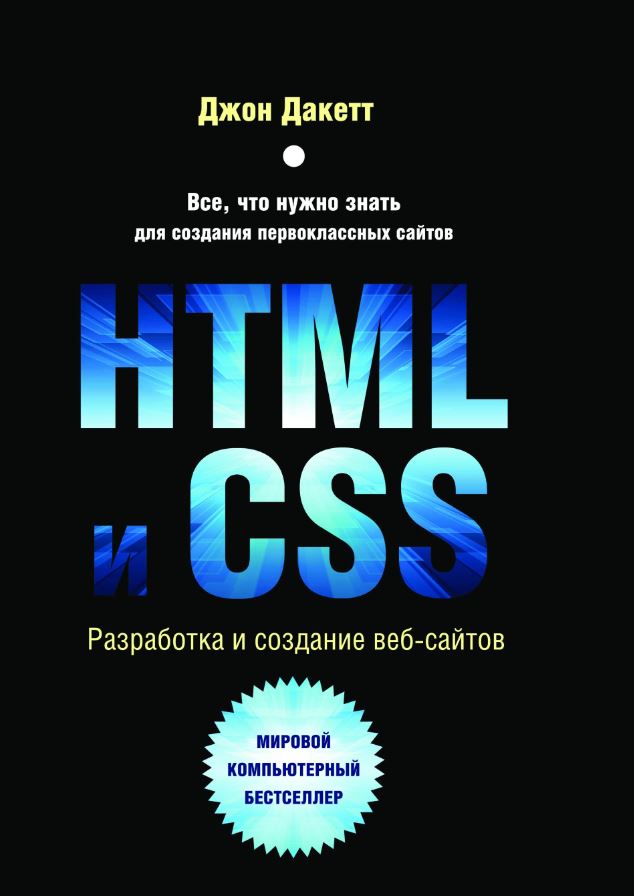 Джон Дакетт
Все, что нужно знать
для создания первоклассных сайтов
HTML
и CSS
Разработка и создание веб-сайтов
МИРОВОЙ
КОМПЬЮТЕРНЫЙ
БЕСТСЕЛЛЕР